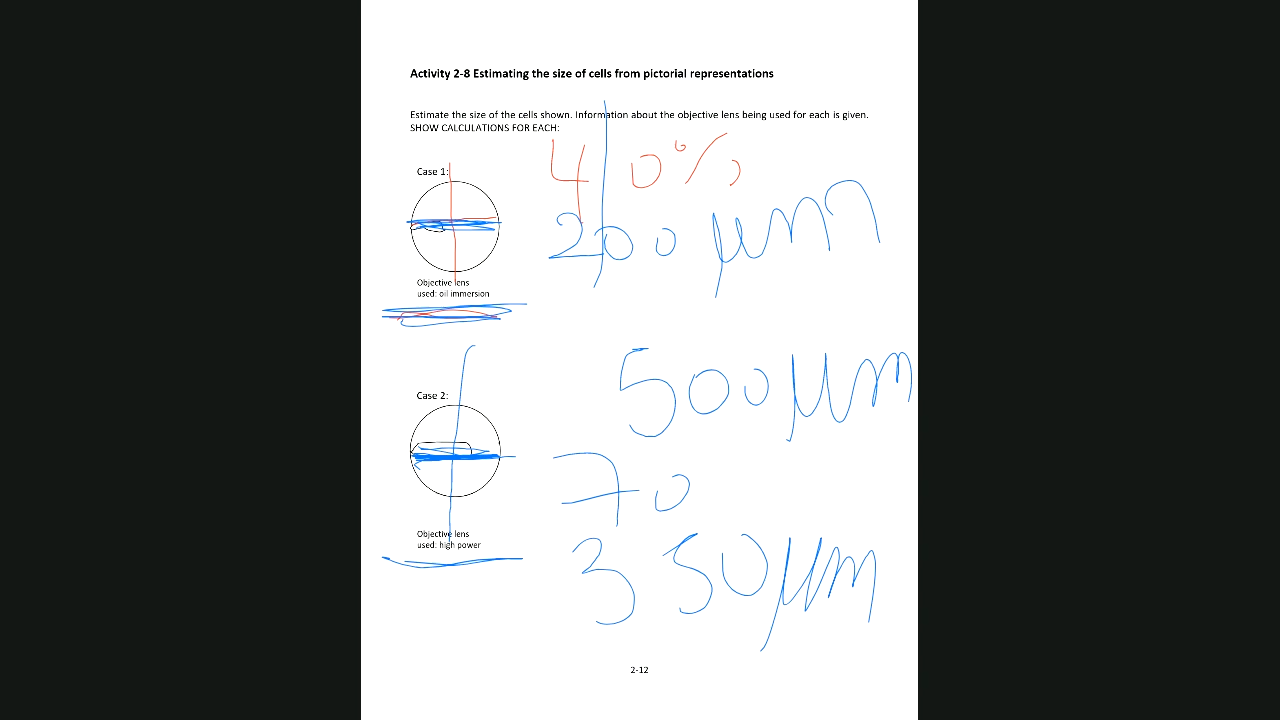 Activity 2-8 Estimating the size of cells from pictorial representations
Estimate the size of the cells shown. Information about the objective lens being used for each is given.
SHOW CALCULATIONS FOR EACH:
40%
Case 1:
200 μm
Objective lens
used: oil immersion
500 μm
Case 2:
70
Objective lens
used: high power
350 μm
2-12